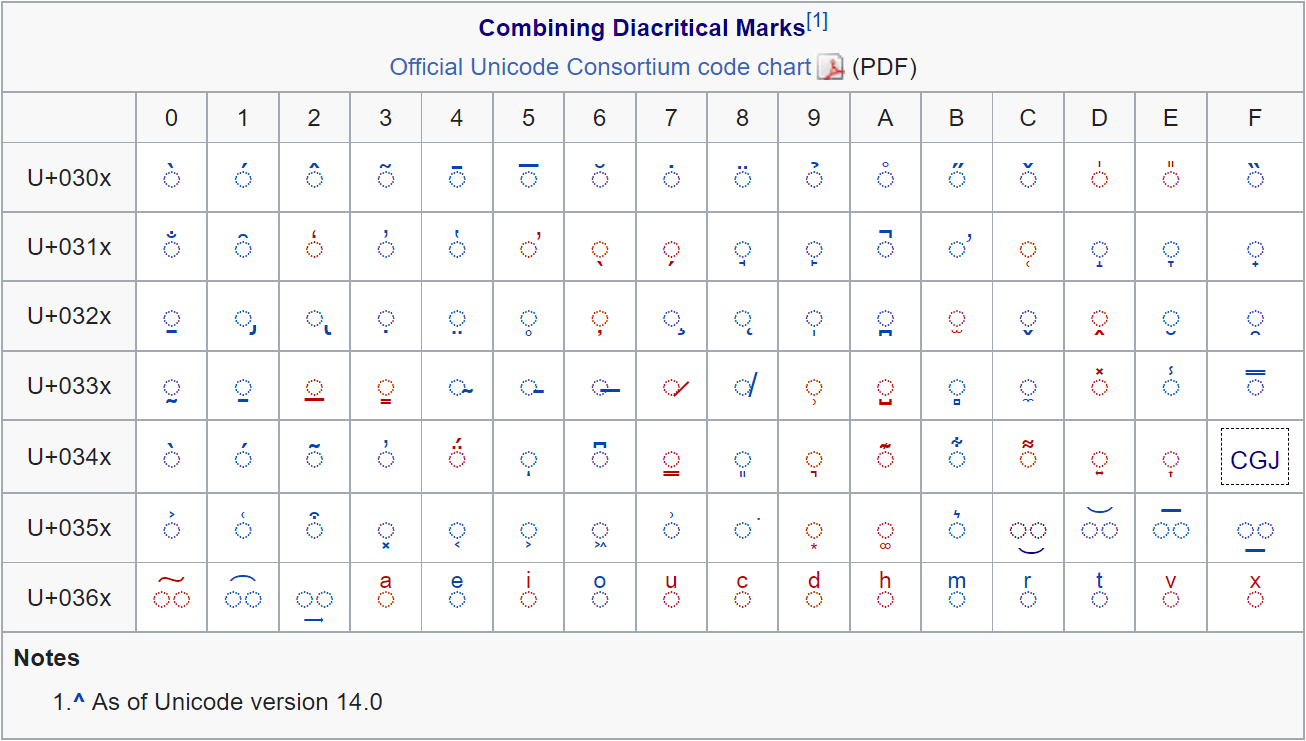 Combining Diacritical Marks[1]
Official Unicode Consortium code chart (PDF)
0 1 2 3 4 5 6 7 8 9 A B C D E F
U+030x ◌̀ ◌́ ◌̂ ◌̃ ◌̄ ◌̅ ◌̆ ◌̇ ◌̈ ◌̉ ◌̊ ◌̋ ◌̌ ◌̍ ◌̎ ◌̏
U+031x ◌̐ ◌̑ ◌̒ ◌̓ ◌̔ ◌̕ ◌̖ ◌̗ ◌̘ ◌̙ ◌̚ ◌̛ ◌̜ ◌̝ ◌̞ ◌̟
U+032x ◌̠ ◌̡ ◌̢ ◌̣ ◌̤ ◌̥ ◌̦ ◌̧ ◌̨ ◌̩ ◌̪ ◌̫ ◌̬ ◌̭ ◌̮ ◌̯
U+033x ◌̰ ◌̱ ◌̲ ◌̳ ◌̴ ◌̵ ◌̶ ◌̷ ◌̸ ◌̹ ◌̺ ◌̻ ◌̼ ◌̽ ◌̾ ◌̿
U+034x ◌̀ ◌́ ◌͂ ◌̓ ◌̈́ ◌ͅ ◌͆ ◌͇ ◌͈ ◌͉ ◌͊ ◌͋ ◌͌ ◌͍ ◌͎ CGJ
U+035x ◌͐ ◌͑ ◌͒ ◌͓ ◌͔ ◌͕ ◌͖ ◌͗ ◌͘ ◌͙ ◌͚ ◌͛ ◌͜◌ ◌͝◌ ◌͞◌ ◌͟◌
U+036x ◌͠◌ ◌͡◌ ◌͢◌ ◌ͣ ◌ͤ ◌ͥ ◌ͦ ◌ͧ ◌ͨ ◌ͩ ◌ͪ ◌ͫ ◌ͬ ◌ͭ ◌ͮ ◌ͯ
Notes
1.^ As of Unicode version 14.0